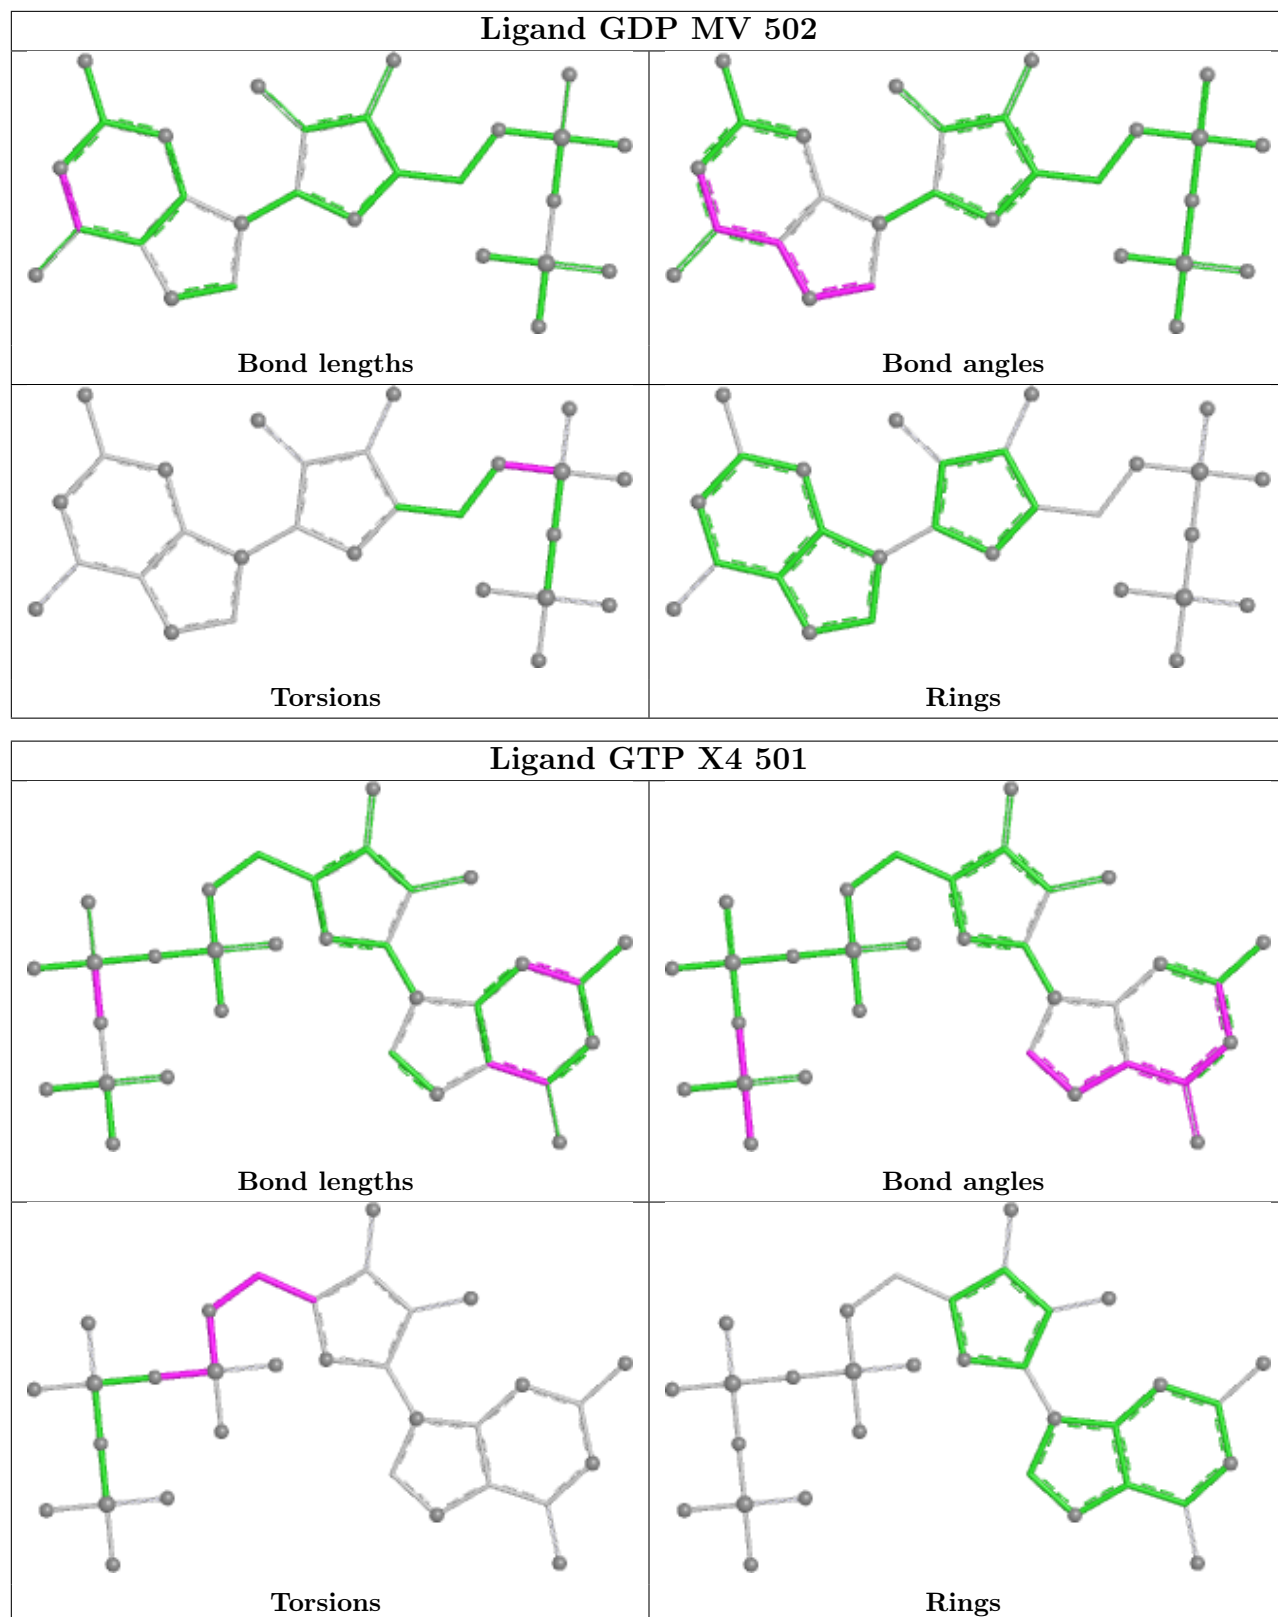 Ligand GDP MV 502
Bond lengths
Bond angles
Torsions
Rings
Ligand GTP X4 501
Bond lengths
Bond angles
Torsions
Rings